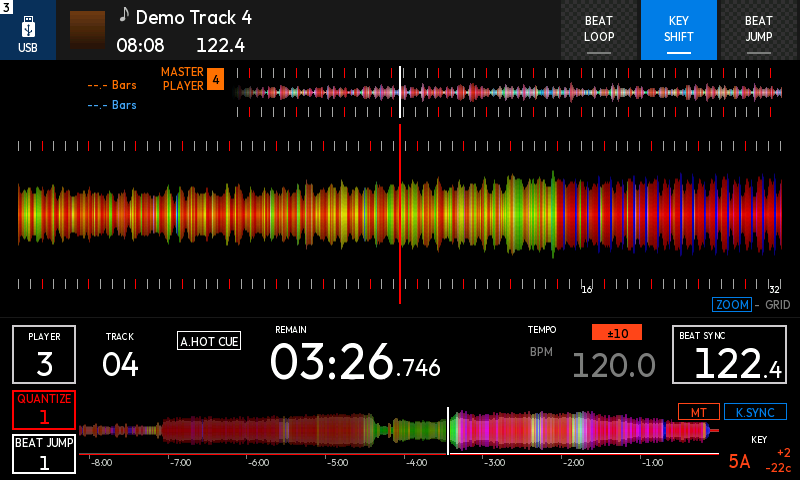 3
USB
Demo Track 4
08:08 122.4
BEAT LOOP
KEY SHIFT
BEAT JUMP
--.- Bars
--.- Bars
MASTER PLAYER 4
16 32
ZOOM - GRID
PLAYER
3
TRACK
04
A.HOT CUE
REMAIN
03:26.746
TEMPO
±10
BPM
120.0
BEAT SYNC
122.4
QUANTIZE
1
BEAT JUMP
1
-8:00 -7:00 -6:00 -5:00 -4:00 -3:00 -2:00 -1:00
MT K.SYNC
KEY
5A
+2
-22c